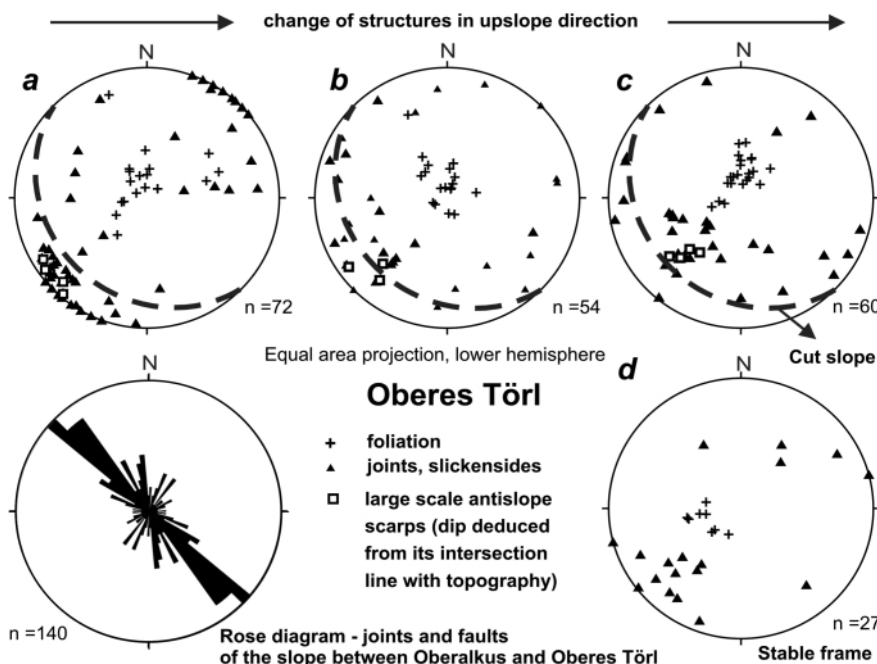 change of structures in upslope direction
N
N
N
a
b
c
n =72
n =54
n =60
Equal area projection, lower hemisphere
Cut slope
N
Oberes Törl
d
N
foliation
joints, slickensides
large scale antislope
scarps (dip deduced
from its intersection
line with topography)
n =140
n =27
Rose diagram - joints and faults
of the slope between Oberalkus and Oberes Törl
Stable frame